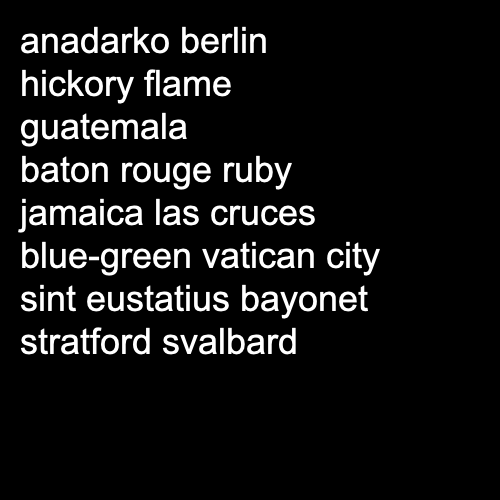 anadarko berlin
hickory flame
guatemala
baton rouge ruby
jamaica las cruces
blue-green vatican city
sint eustatius bayonet
stratford svalbard